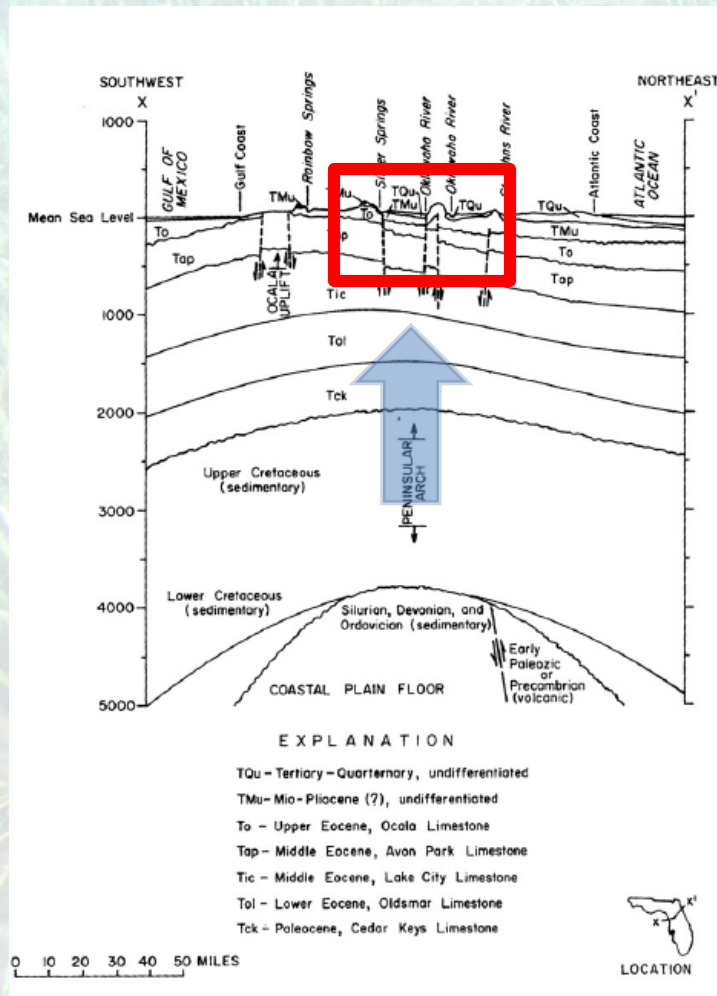 SOUTHWEST
X
NORTHEAST
X'
GULF OF
MEXICO
Gulf Coast
Rainbow Springs
Springs
Oklawaha River
Oklawaha River
River
Atlantic Coast
ATLANTIC
OCEAN
1000
Mean Sea Level
1000
2000
3000
4000
5000
TMu
TQu
TMu
To
TQu
TQu
TMu
To
To
Tap
Tap
Tic
Tol
Tck
OCALA
UPLIFT
PENINSULAR
ARCH
Upper Cretaceous
(sedimentary)
Lower Cretaceous
(sedimentary)
Silurian, Devonian, and
Ordovician (sedimentary)
Early
Paleozic
or
Precambrian
(volcanic)
COASTAL PLAIN FLOOR
EXPLANATION
TQu - Tertiary - Quarternary, undifferentiated
TMu - Mio - Pliocene (?), undifferentiated
To - Upper Eocene, Ocala Limestone
Tap - Middle Eocene, Avon Park Limestone
Tic - Middle Eocene, Lake City Limestone
Tol - Lower Eocene, Oldsmar Limestone
Tck - Paleocene, Cedar Keys Limestone
0 10 20 30 40 50 MILES
X X'
LOCATION